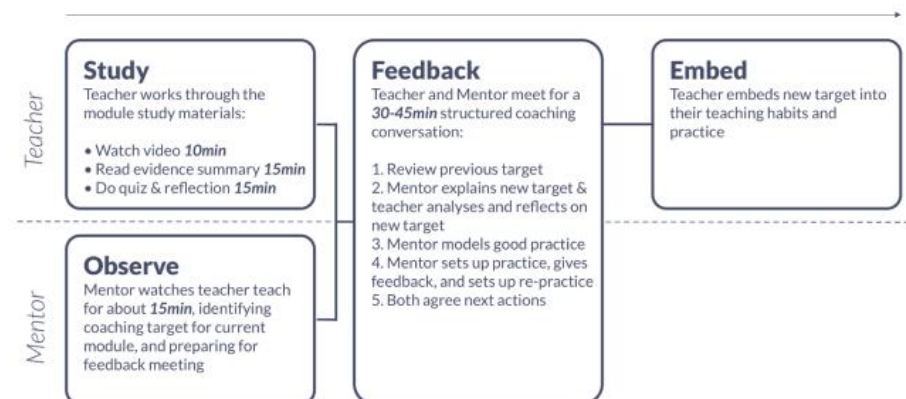 Teacher
Study
Teacher works through the
module study materials:
• Watch video 10min
• Read evidence summary 15min
• Do quiz & reflection 15min
Feedback
Teacher and Mentor meet for a
30-45min structured coaching
conversation:
1. Review previous target
2. Mentor explains new target &
teacher analyses and reflects on
new target
3. Mentor models good practice
4. Mentor sets up practice, gives
feedback, and sets up re-practice
5. Both agree next actions
Embed
Teacher embeds new target into
their teaching habits and
practice
Mentor
Observe
Mentor watches teacher teach
for about 15min, identifying
coaching target for current
module, and preparing for
feedback meeting